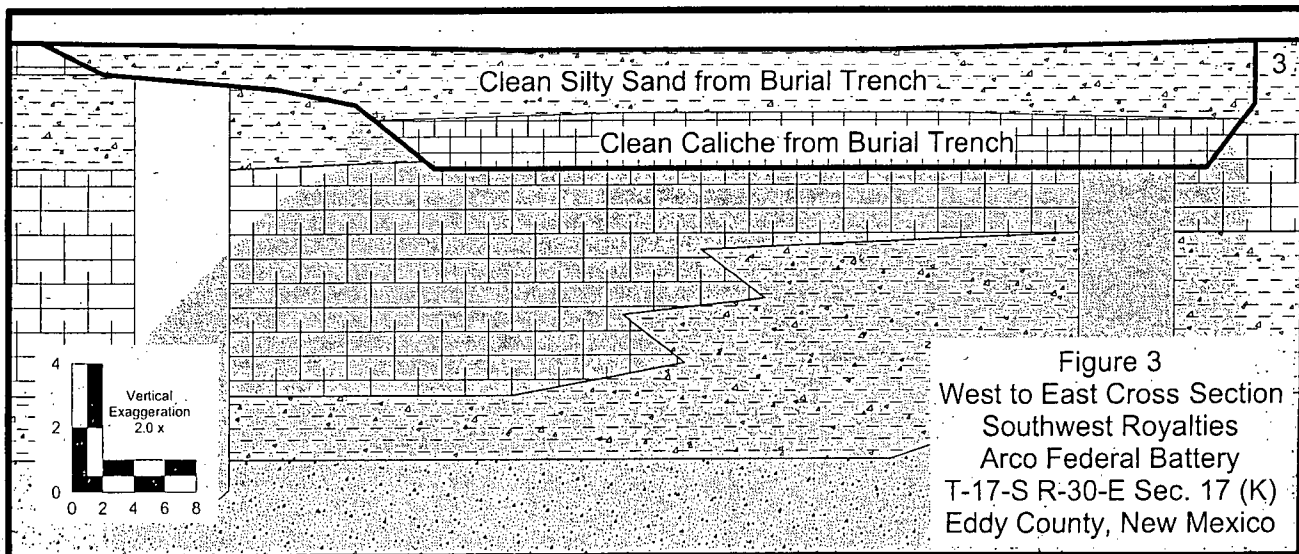 Clean Silty Sand from Burial Trench
3
Clean Caliche from Burial Trench
4
Vertical
Exaggeration
2.0 x
2
0
0 2 4 6 8
Figure 3
West to East Cross Section
Southwest Royalties
Arco Federal Battery
T-17-S R-30-E Sec. 17 (K)
Eddy County, New Mexico